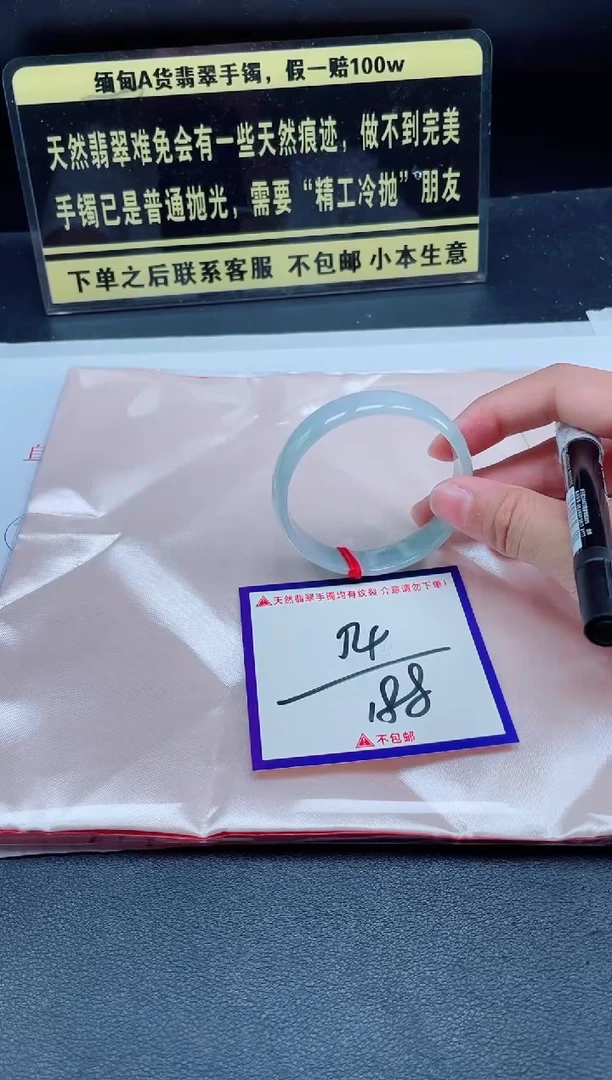 缅甸A货翡翠手镯，假一赔100w
天然翡翠难免会有一些天然痕迹，做不到完美
手镯已是普通抛光，需要“精工冷抛”朋友
下单之后联系客服 不包邮 小本生意
天然翡翠手镯均有纹裂 介意请勿下单！
188
不包邮